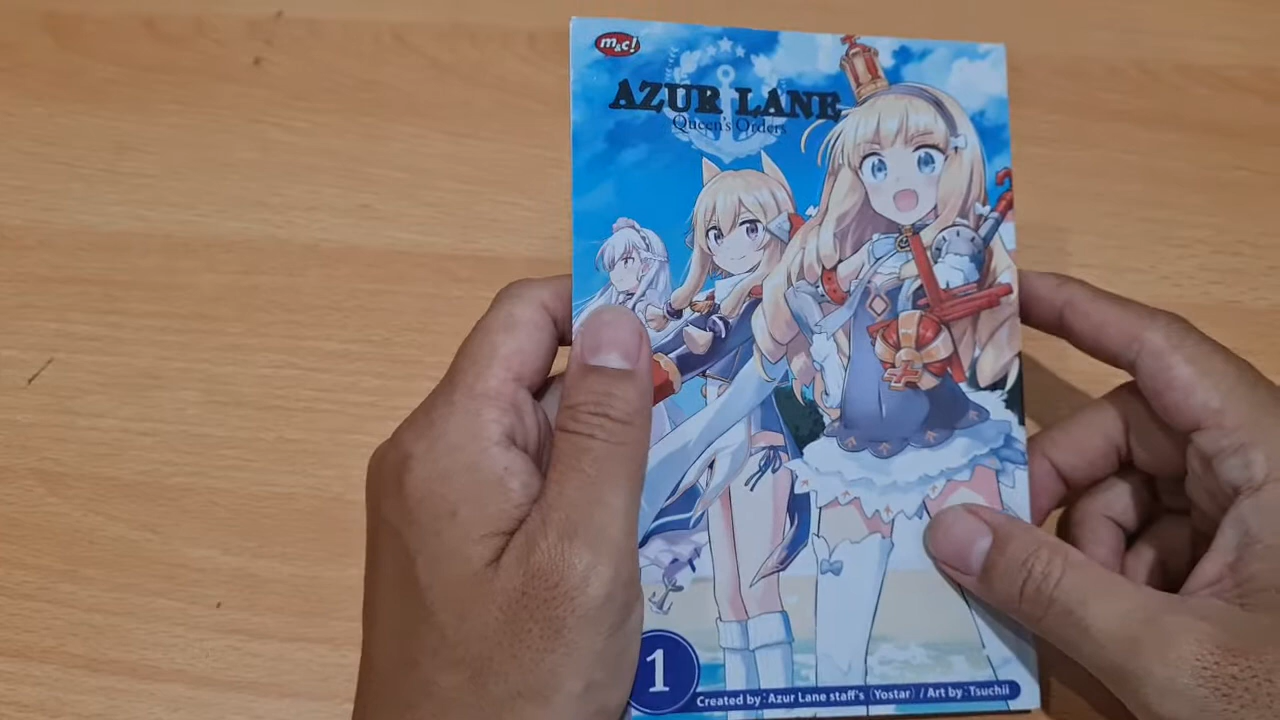 m&c!
AZUR LANE
Queen's Orders
1
Created by : Azur Lane staff's (Yostar) / Art by : Tsuchii